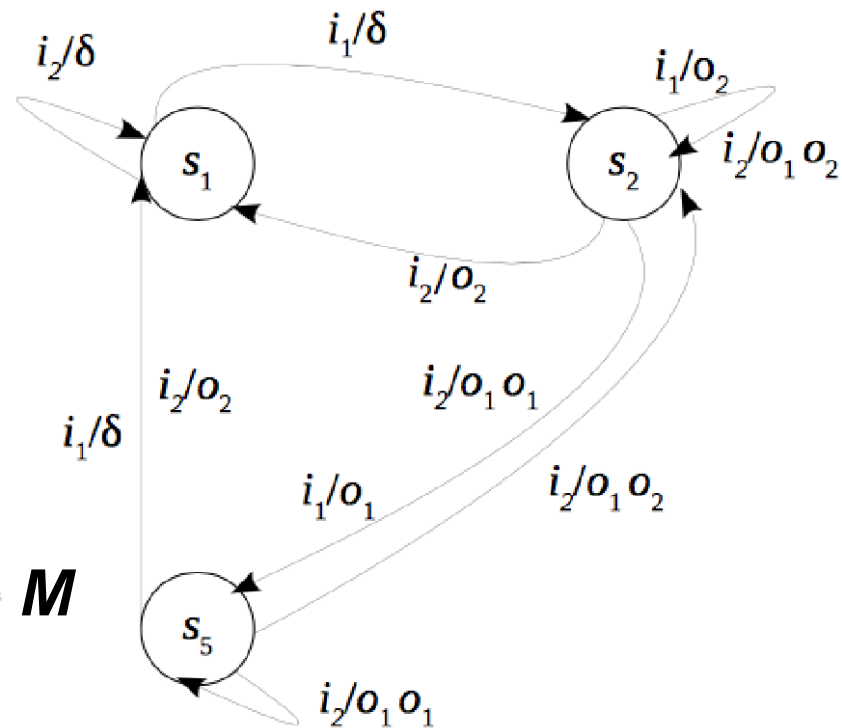 i₁/δ
i₂/δ
i₁/o₂
s₁
s₂
i₂/o₁ o₂
i₂/o₂
i₂/o₂
i₂/o₁ o₁
i₁/δ
i₁/o₁
i₂/o₁ o₂
M
s₅
i₂/o₁ o₁